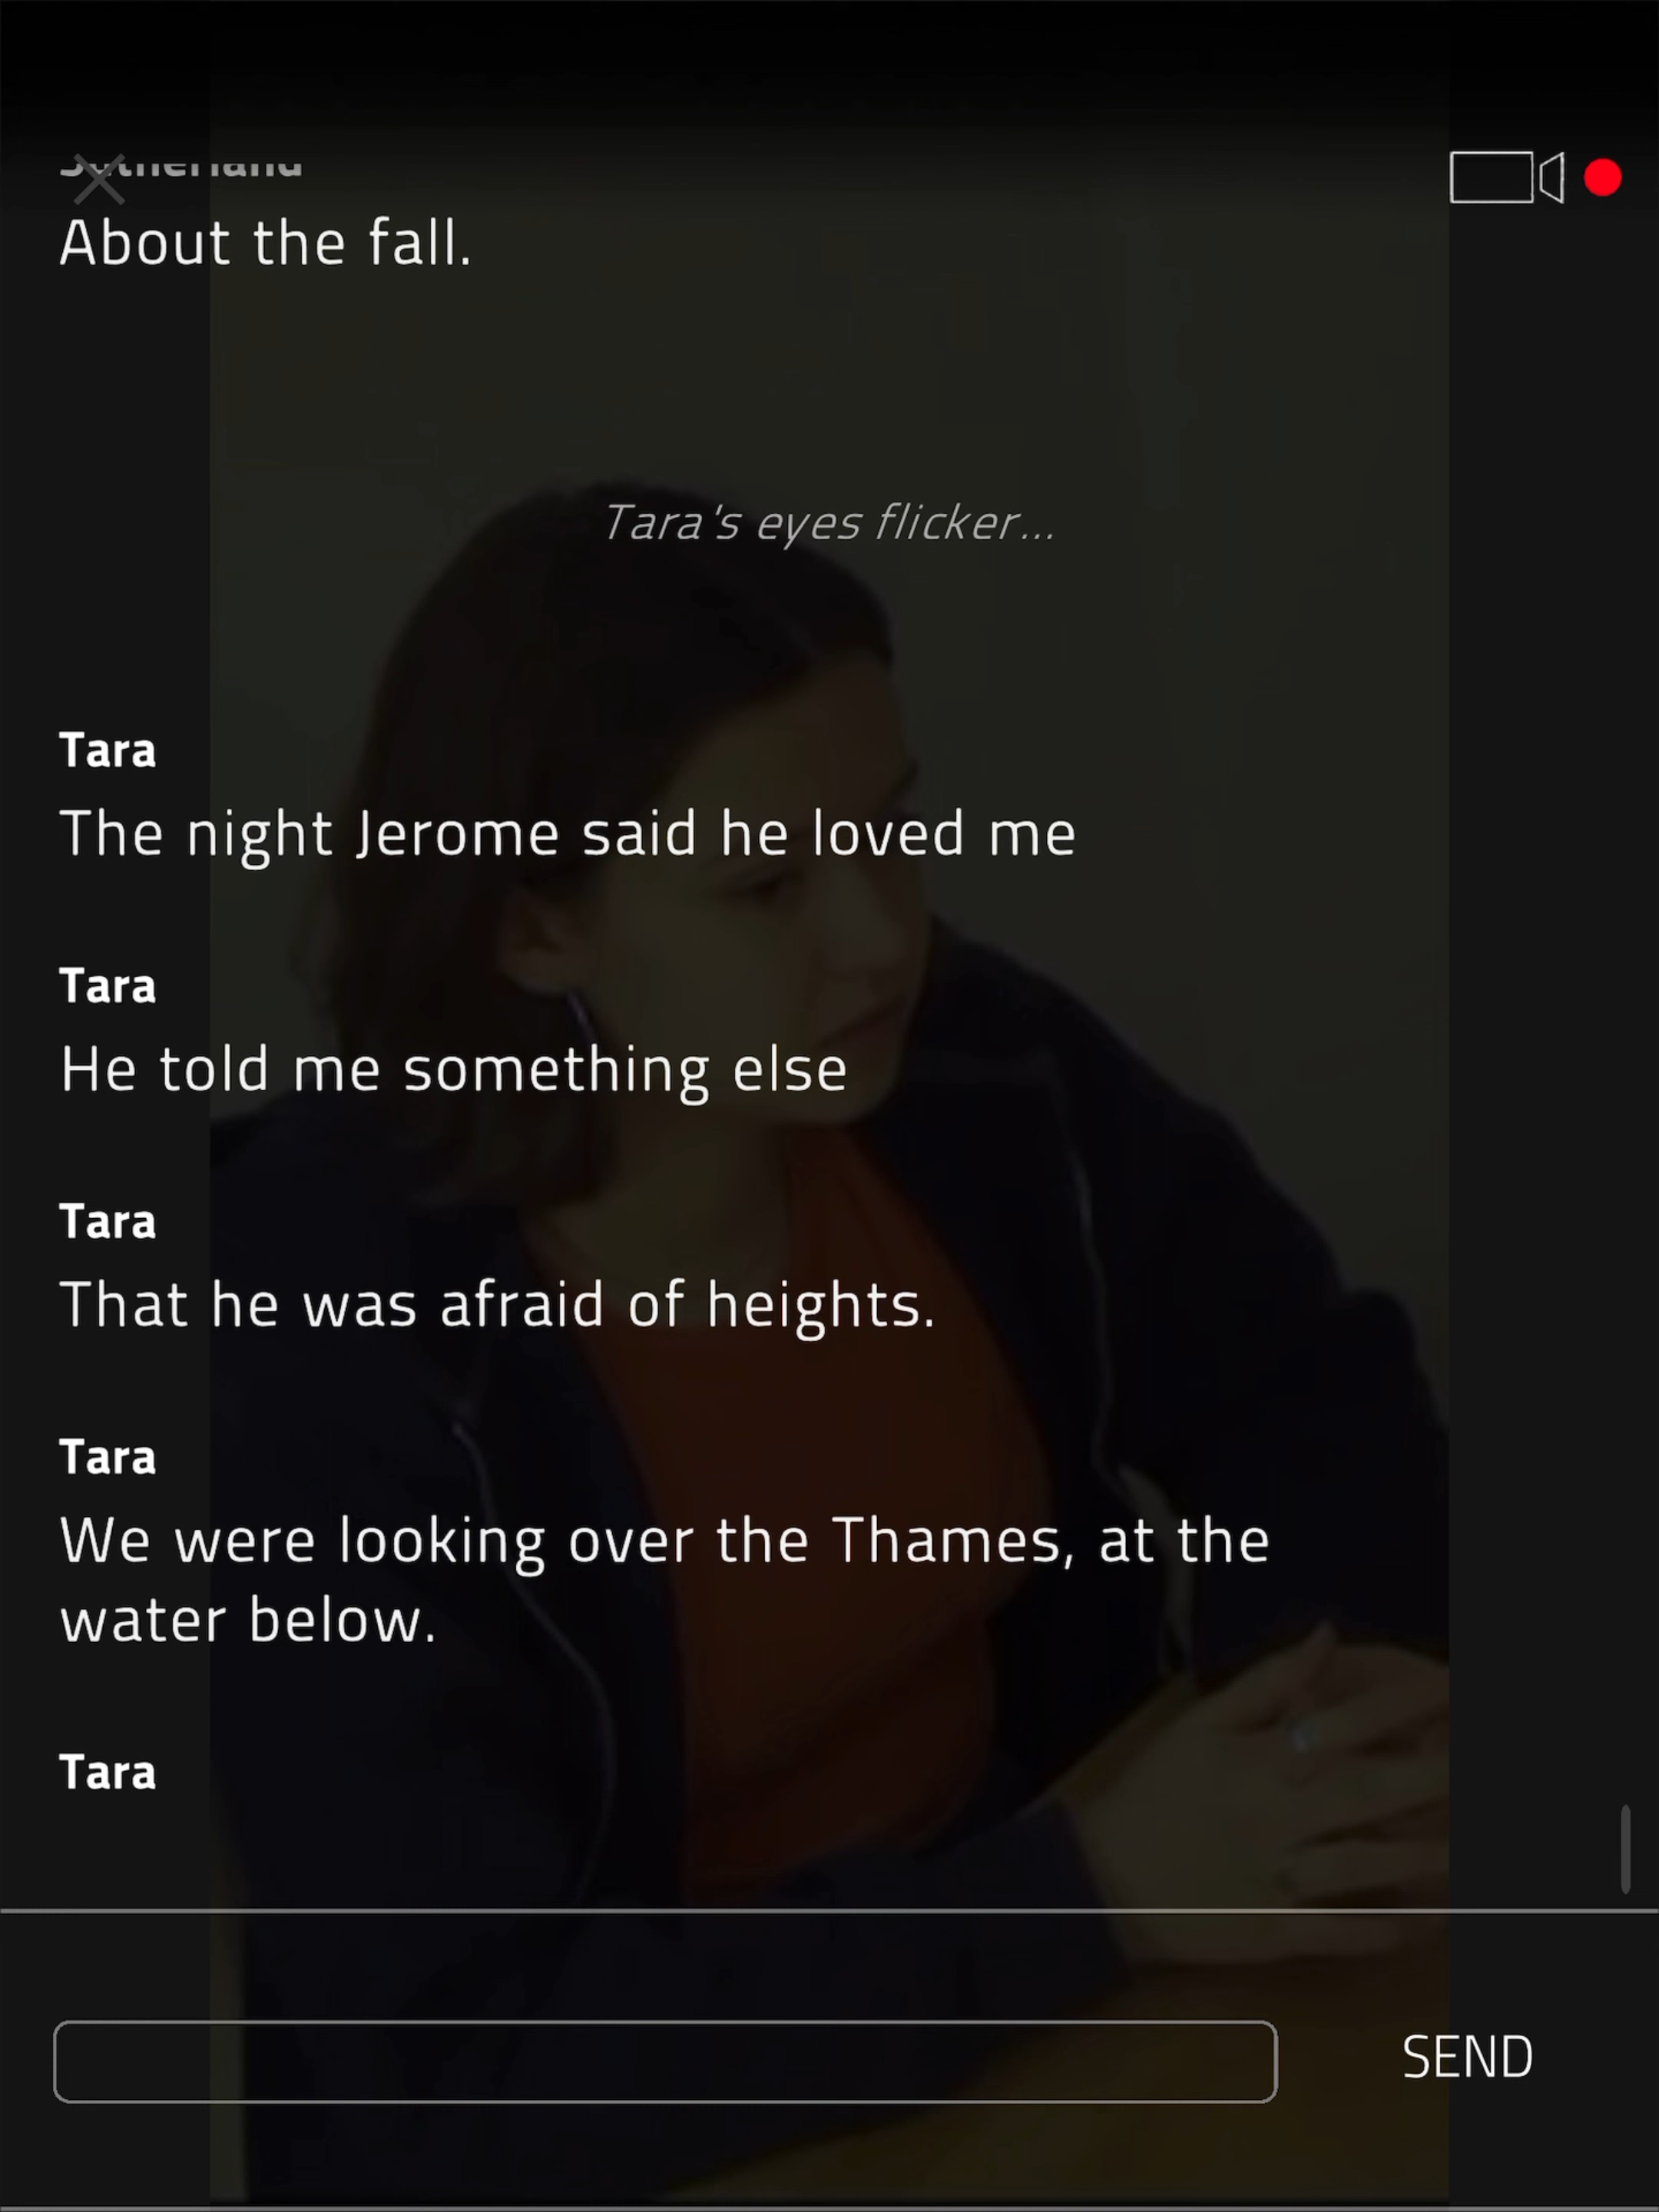 Sutherland
About the fall.
Tara's eyes flicker...
Tara
The night Jerome said he loved me
Tara
He told me something else
Tara
That he was afraid of heights.
Tara
We were looking over the Thames, at the
water below.
Tara
SEND